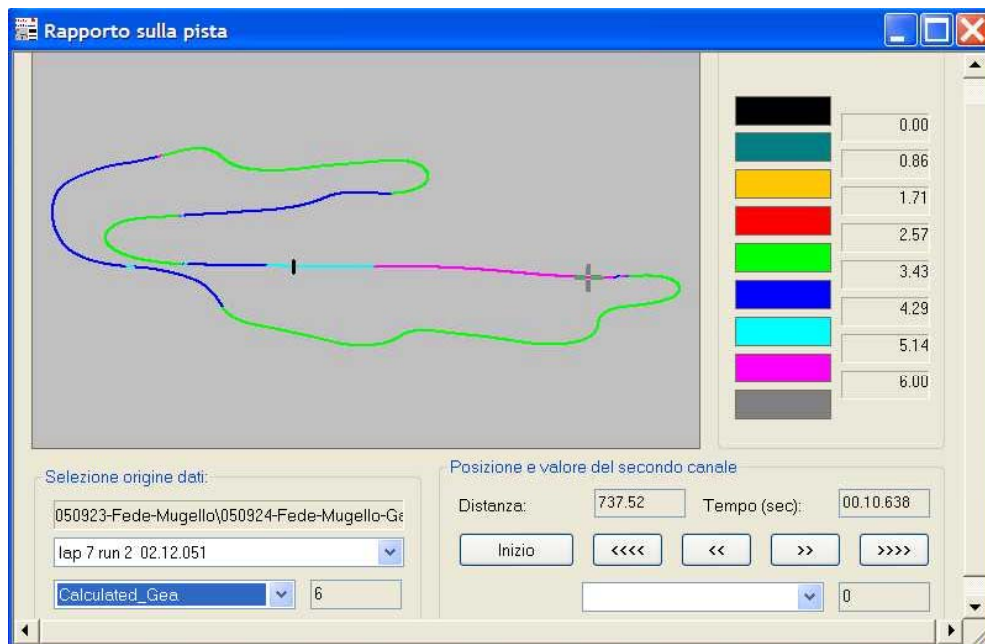 Rapporto sulla pista
0.00
0.86
1.71
2.57
3.43
4.29
5.14
6.00
Selezione origine dati:
050923-Fede-Mugello\050924-Fede-Mugello-Ge
lap 7 run 2 02.12.051
Calculated_Gea 6
Posizione e valore del secondo canale
Distanza: 737.52 Tempo (sec): 00.10.638
Inizio <<<< << >> >>>>
0